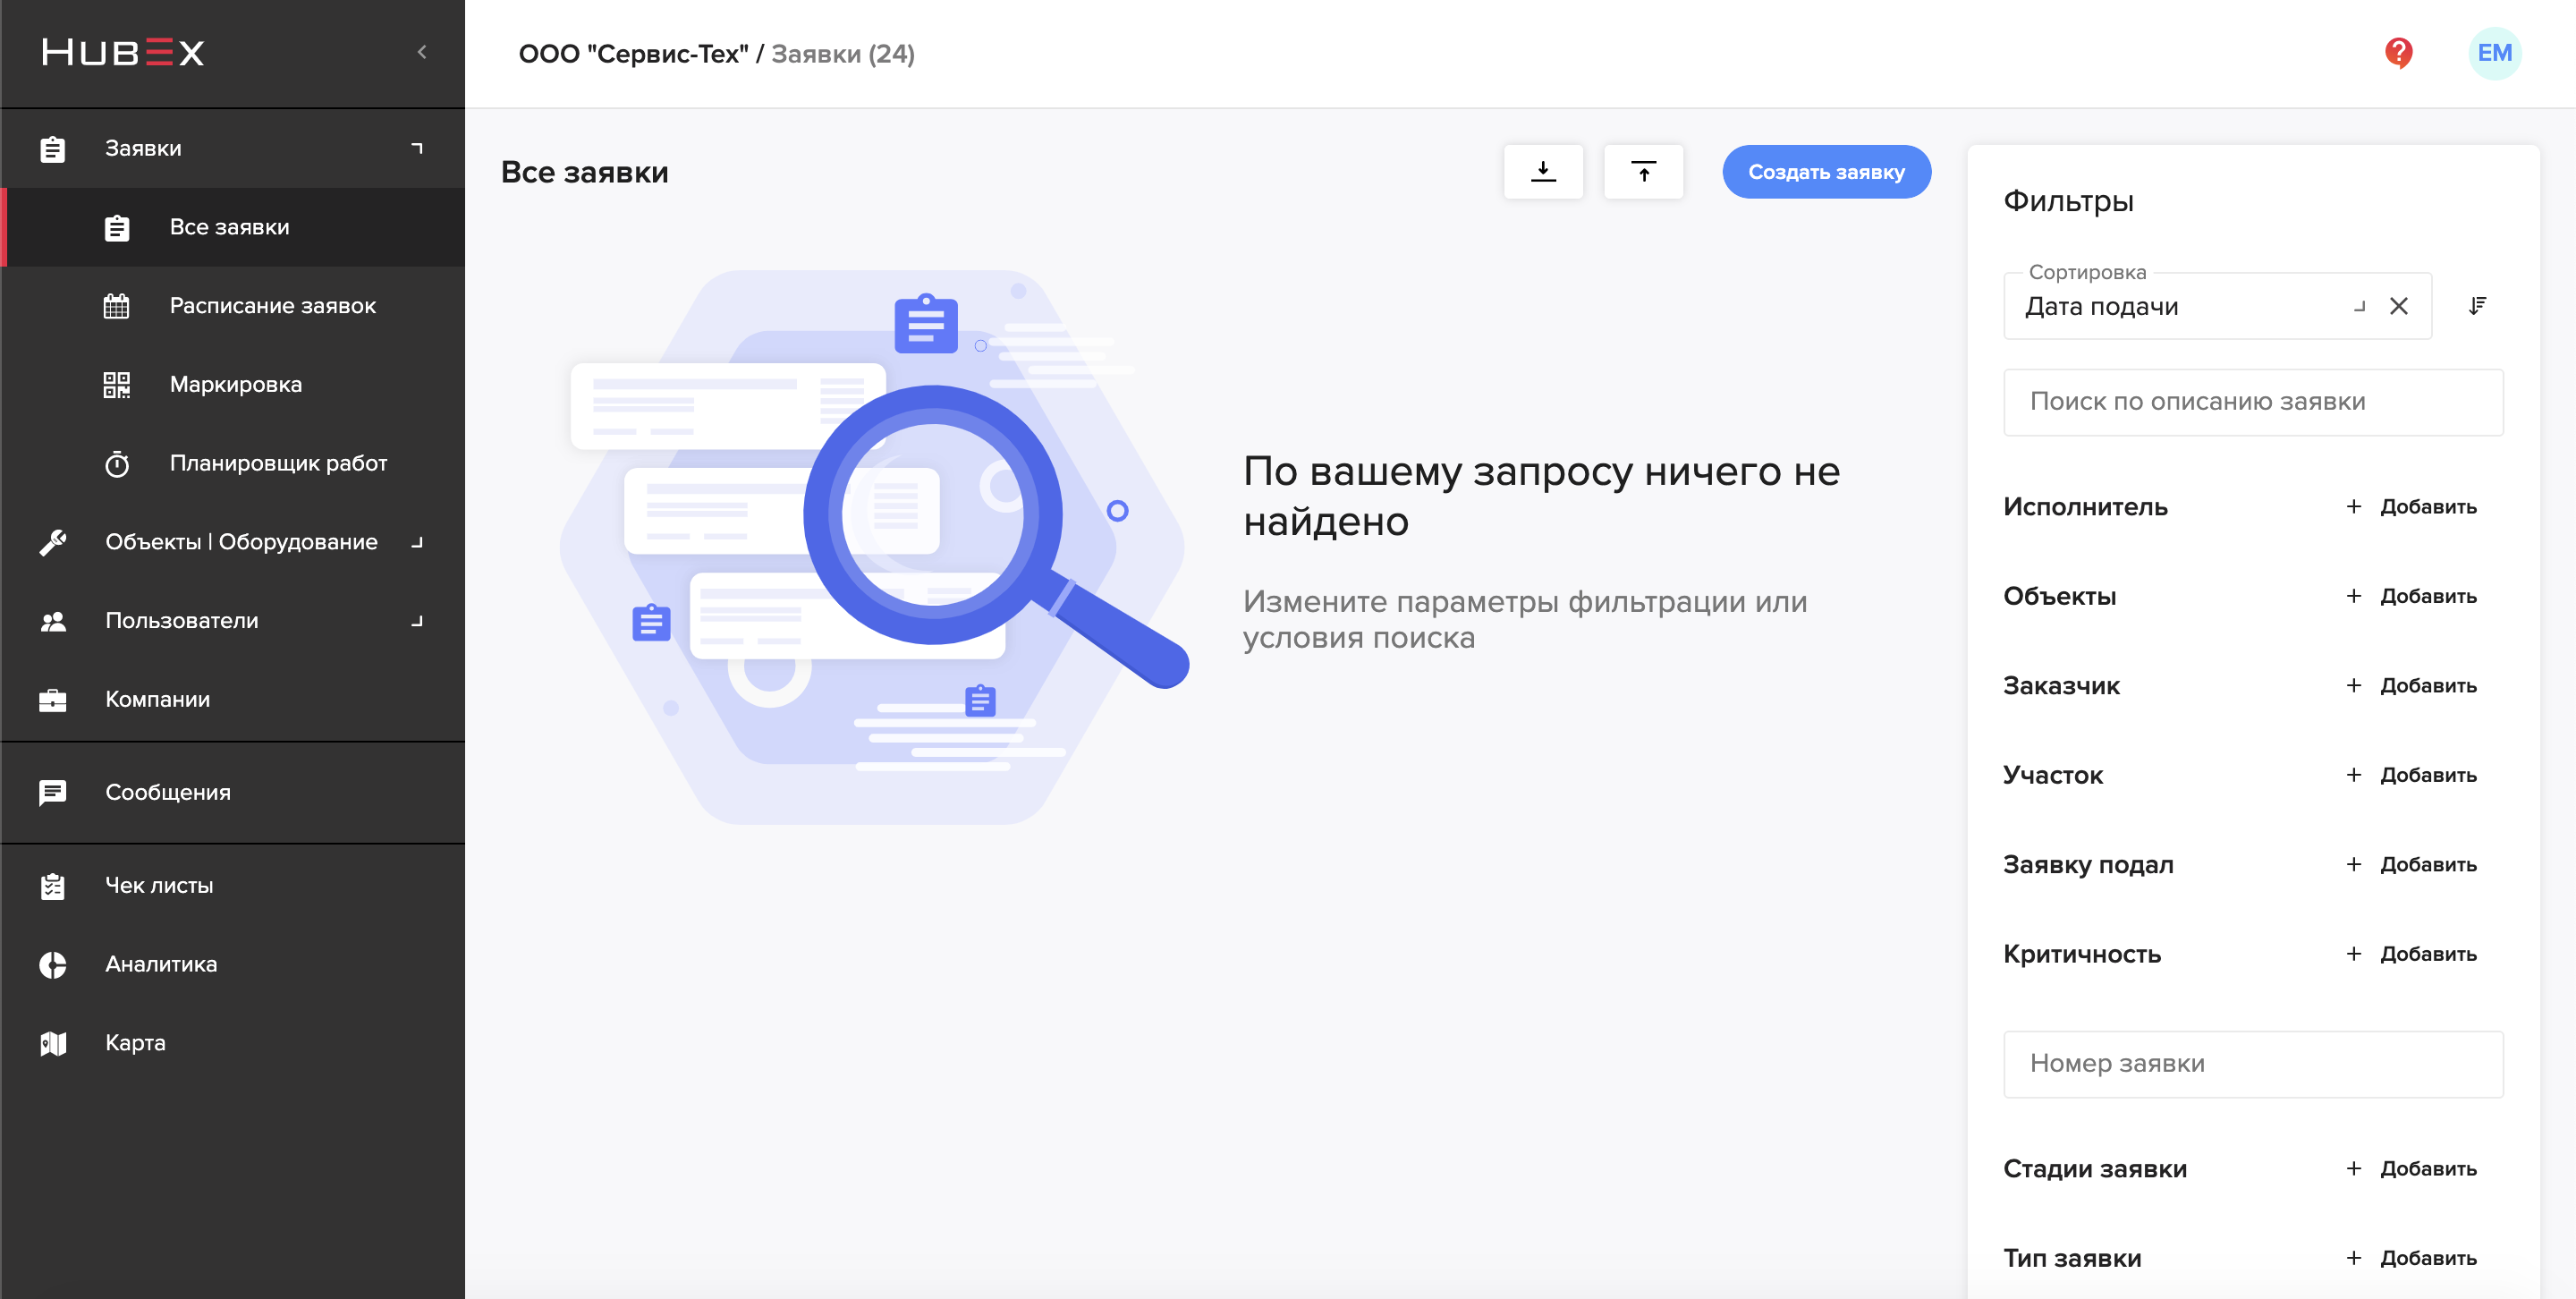 HUBEX
ООО "Сервис-Тех" / Заявки (24)
EM
Заявки
Все заявки
Расписание заявок
Маркировка
Планировщик работ
Объекты | Оборудование
Пользователи
Компании
Сообщения
Чек листы
Аналитика
Карта
Все заявки
Создать заявку
По вашему запросу ничего не
найдено
Измените параметры фильтрации или
условия поиска
Фильтры
Сортировка
Дата подачи
Поиск по описанию заявки
Исполнитель + Добавить
Объекты + Добавить
Заказчик + Добавить
Участок + Добавить
Заявку подал + Добавить
Критичность + Добавить
Номер заявки
Стадии заявки + Добавить
Тип заявки + Добавить